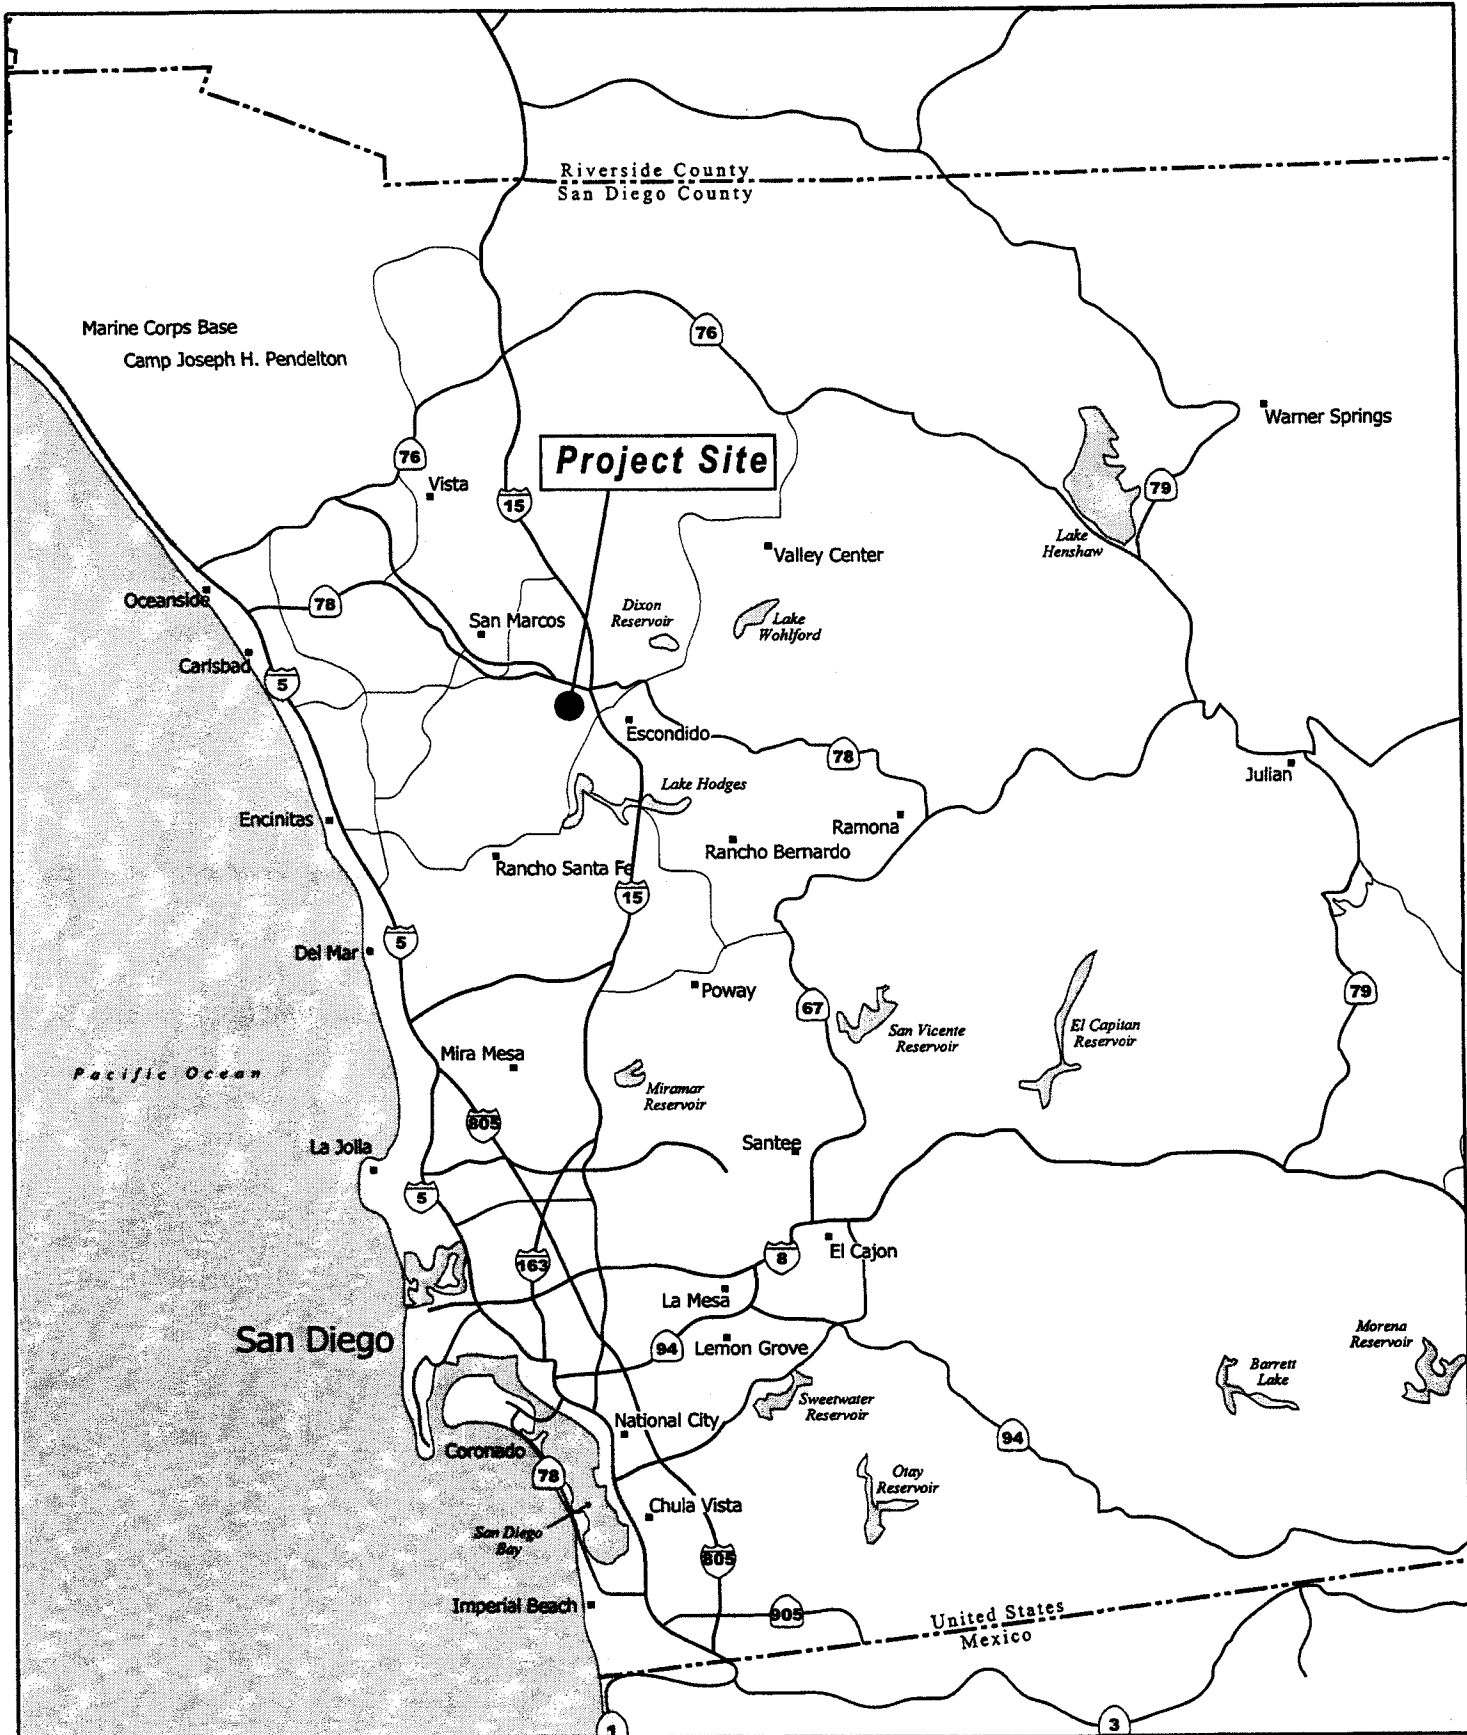 Riverside County
San Diego County
Marine Corps Base
Camp Joseph H. Pendelton
76
Warner Springs
76
Project Site
Vista
15
79
Lake
Henshaw
Valley Center
Oceanside
78
San Marcos
Dixon
Reservoir
Lake
Wohlford
Carlsbad
5
Escondido
78
Julian
Lake Hodges
Encinitas
Ramona
Rancho Bernardo
Rancho Santa Fe
15
5
Del Mar
Poway
67
79
San Vicente
Reservoir
El Capitan
Reservoir
Mira Mesa
Pacific Ocean
Miramar
Reservoir
805
La Jolla
Santee
5
163
8
El Cajon
La Mesa
San Diego
94
Lemon Grove
Morena
Reservoir
Barrett
Lake
Sweetwater
Reservoir
National City
94
Coronado
78
Otay
Reservoir
Chula Vista
San Diego
Bay
805
Imperial Beach
905
United States
Mexico
1
3